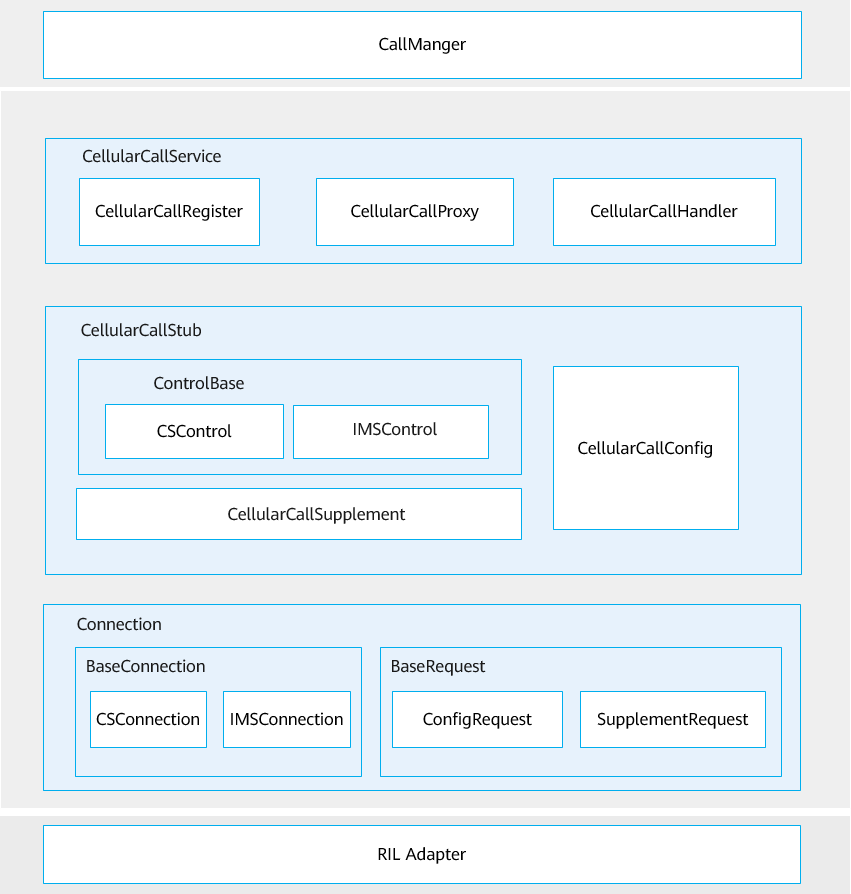 CallManger
CellularCallService
CellularCallRegister
CellularCallProxy
CellularCallHandler
CellularCallStub
ControlBase
CSControl
IMSControl
CellularCallConfig
CellularCallSupplement
Connection
BaseConnection
CSConnection
IMSConnection
BaseRequest
ConfigRequest
SupplementRequest
RIL Adapter